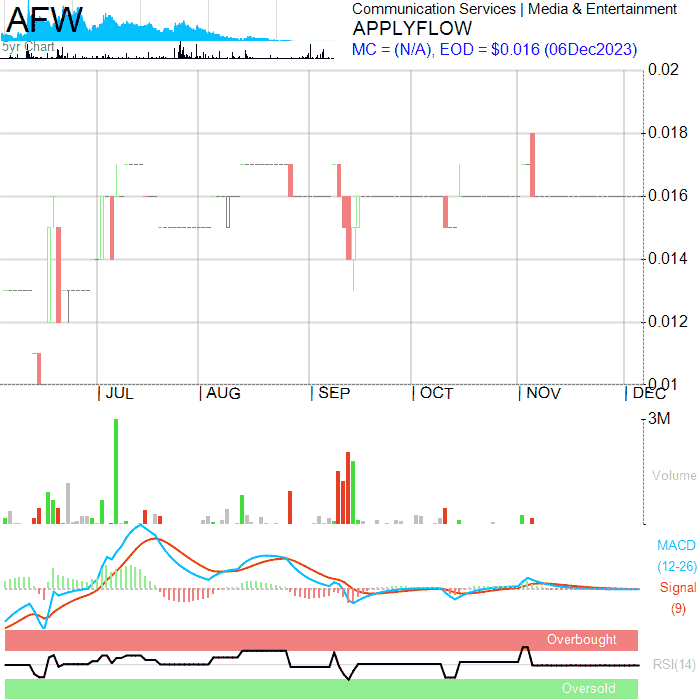 AFW
5yr Chart
Communication Services | Media & Entertainment
APPLYFLOW
MC = (N/A), EOD = $0.016 (06Dec2023)
0.02
0.018
0.016
0.014
0.012
0.01
| JUL | AUG | SEP | OCT | NOV | DEC
3M
Volume
MACD
(12-26)
Signal
(9)
Overbought
RSI(14)
Oversold